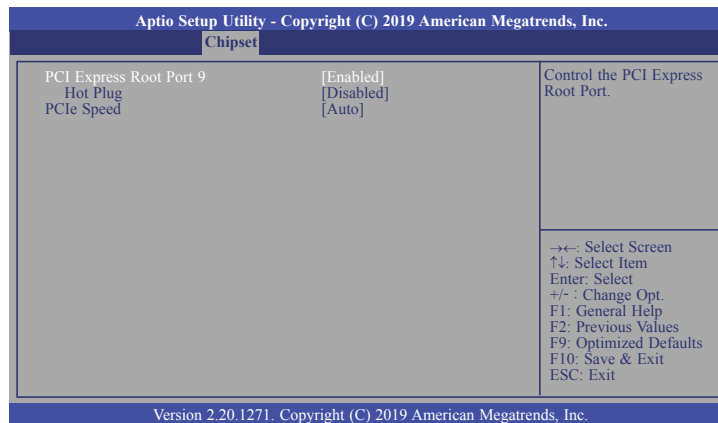 Aptio Setup Utility - Copyright (C) 2019 American Megatrends, Inc.
Chipset
PCI Express Root Port 9 [Enabled]
Hot Plug [Disabled]
PCIe Speed [Auto]
Control the PCI Express
Root Port.
→←: Select Screen
↑↓: Select Item
Enter: Select
+/- : Change Opt.
F1: General Help
F2: Previous Values
F9: Optimized Defaults
F10: Save & Exit
ESC: Exit
Version 2.20.1271. Copyright (C) 2019 American Megatrends, Inc.